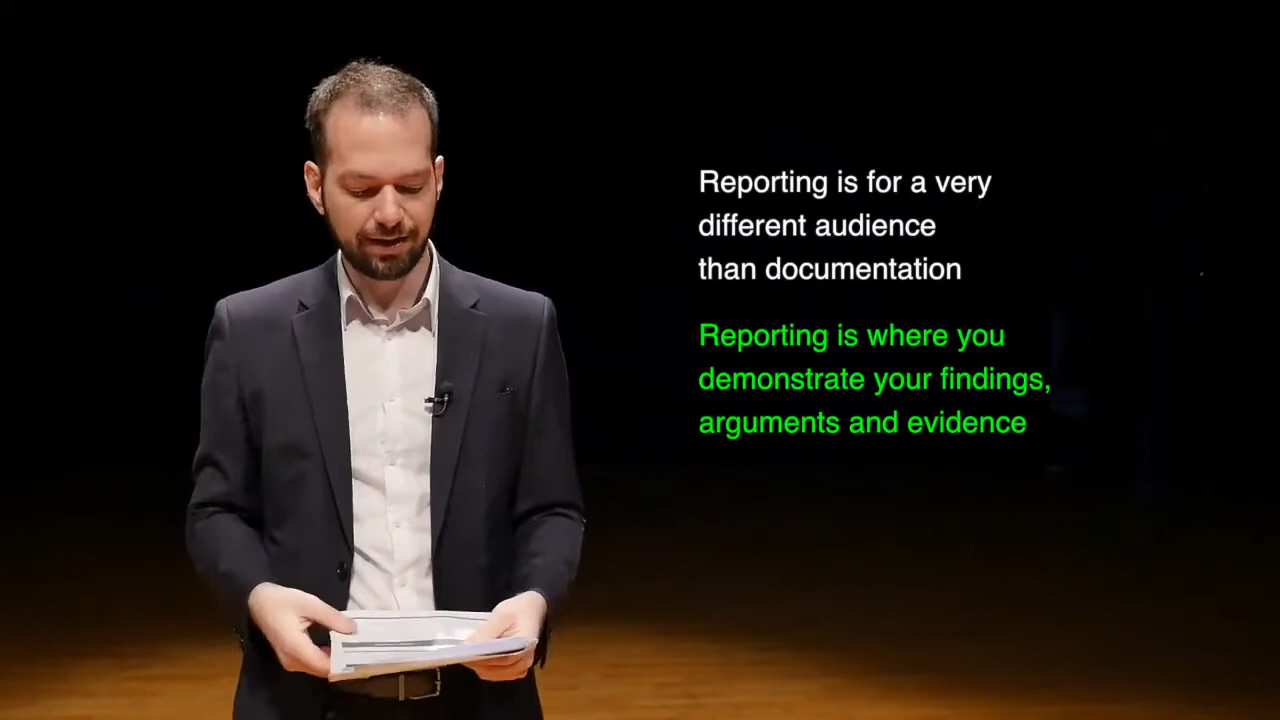 Reporting is for a very
different audience
than documentation
Reporting is where you
demonstrate your findings,
arguments and evidence